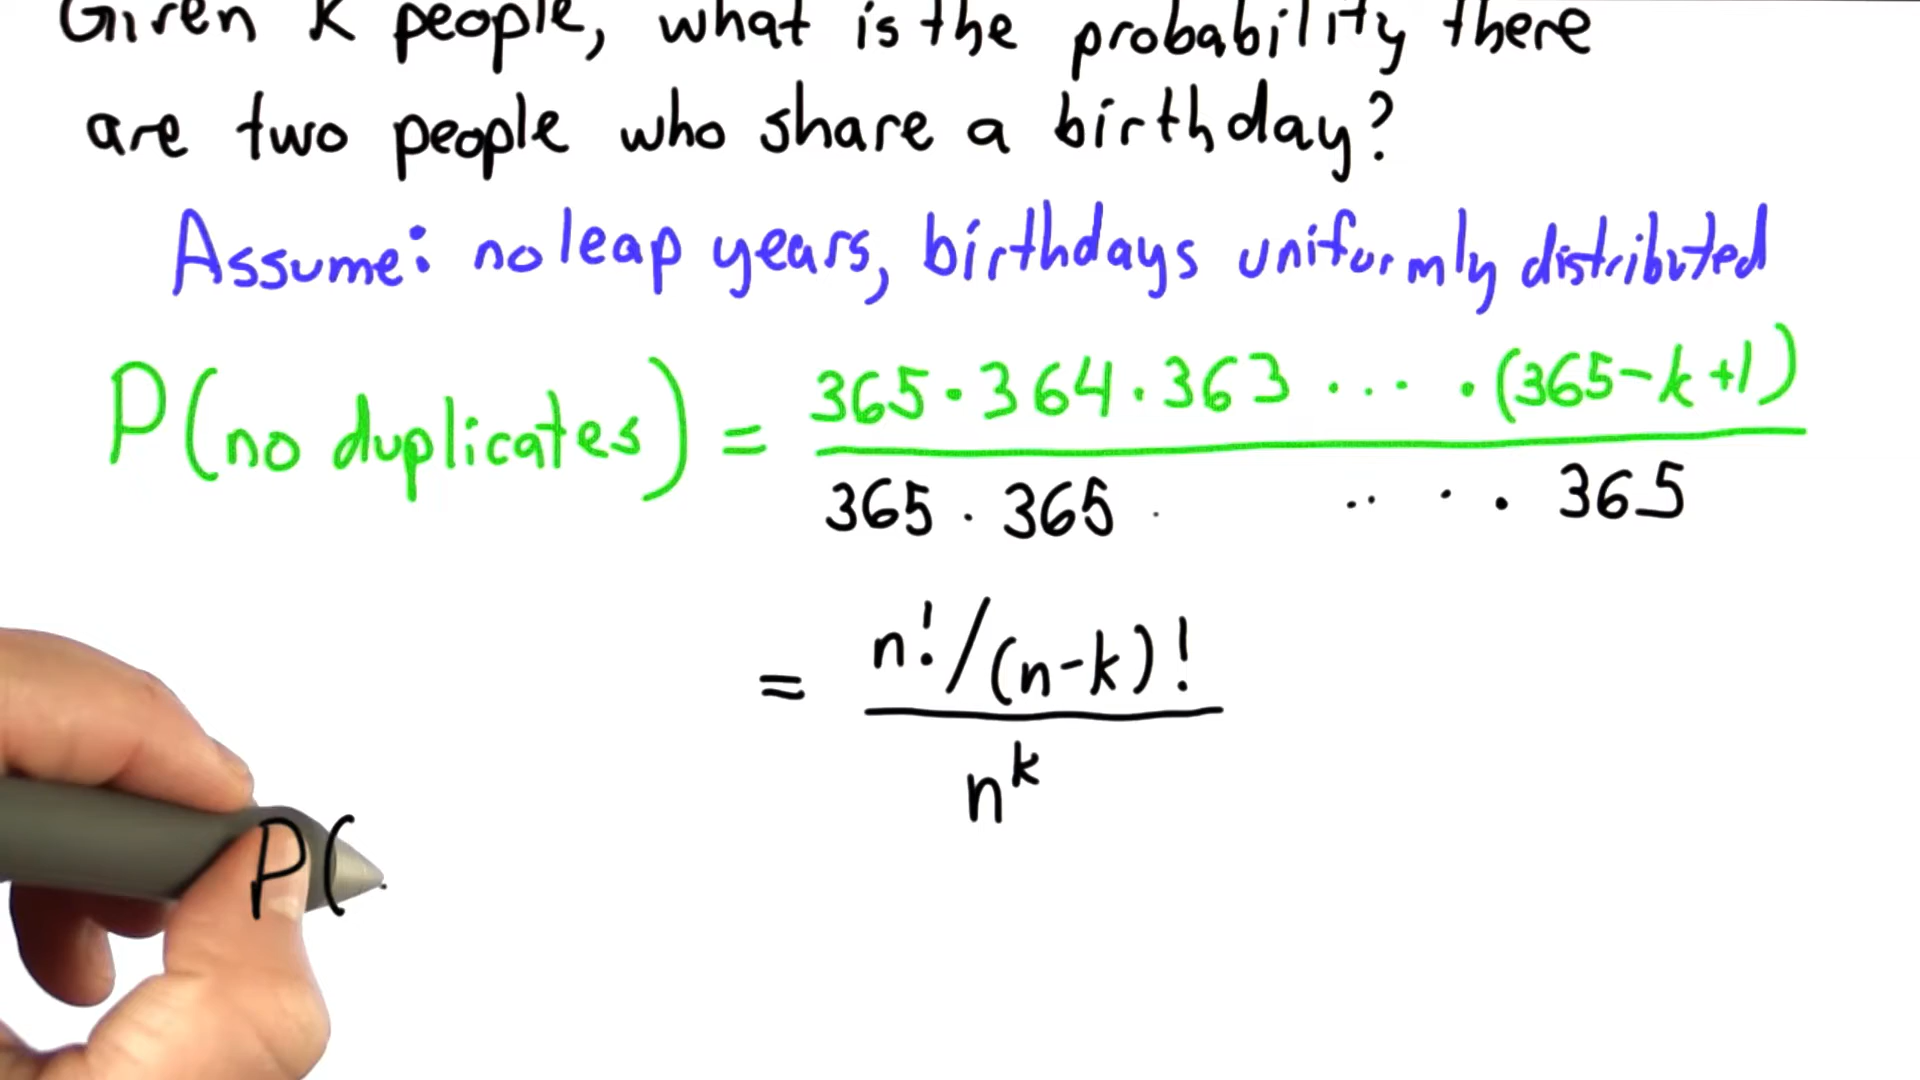 Given K people, what is the probability there
are two people who share a birthday?
Assume: no leap years, birthdays uniformly distributed
P(no duplicates) = 365·364·363 ... ·(365-k+1)
365 · 365 · .. · · 365
= n!/(n-k)!
n^k
P(